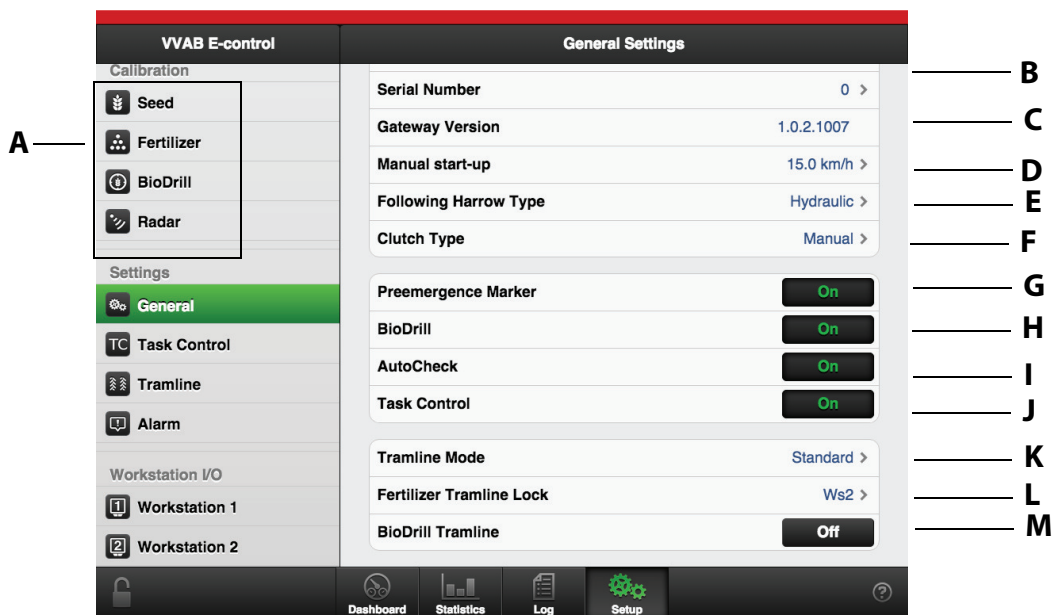 VVAB E-control
General Settings
Calibration
Seed
Fertilizer
BioDrill
Radar
Settings
General
TC Task Control
Tramline
Alarm
Workstation I/O
1 Workstation 1
2 Workstation 2
A
Serial Number 0 >
B
Gateway Version 1.0.2.1007
C
Manual start-up 15.0 km/h >
D
Following Harrow Type Hydraulic >
E
Clutch Type Manual >
F
Preemergence Marker On
G
BioDrill On
H
AutoCheck On
I
Task Control On
J
Tramline Mode Standard >
K
Fertilizer Tramline Lock Ws2 >
L
BioDrill Tramline Off
M
Dashboard Statistics Log Setup ?